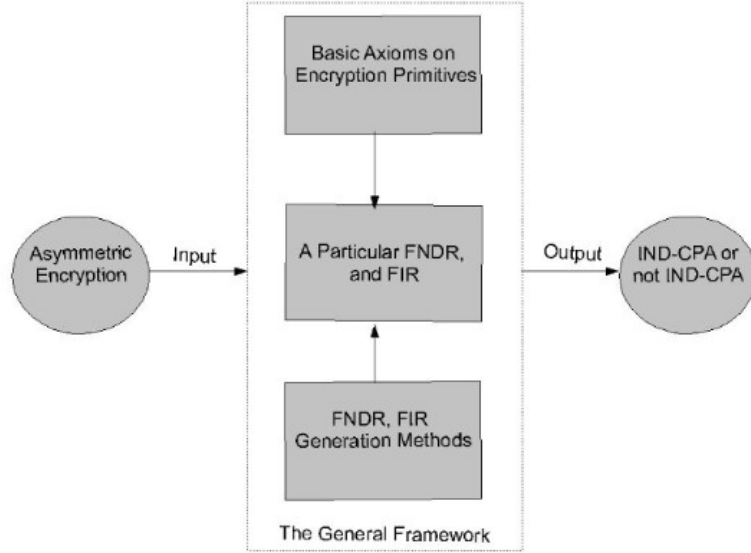 Basic Axioms on
Encryption Primitives
Asymmetric
Encryption
Input
A Particular FNDR,
and FIR
Output
IND-CPA or
not IND-CPA
FNDR, FIR
Generation Methods
The General Framework